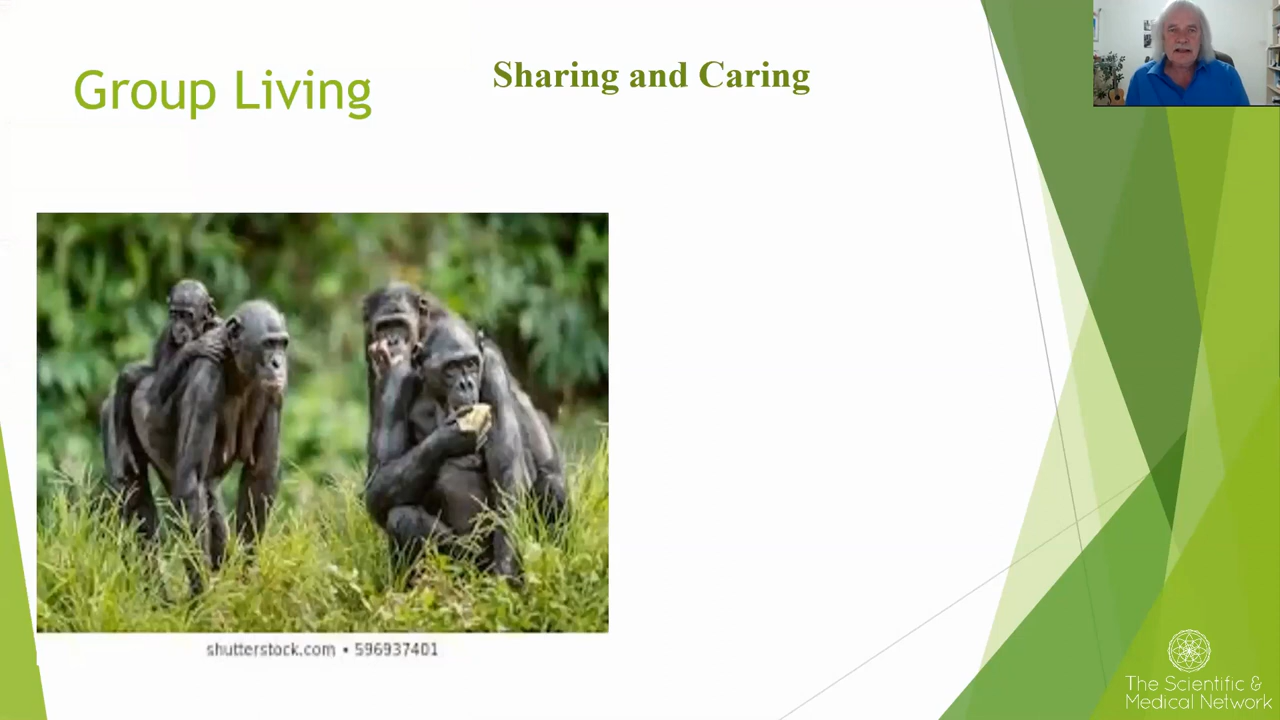 Group Living
Sharing and Caring
shutterstock.com • 596937401
The Scientific &
Medical Network